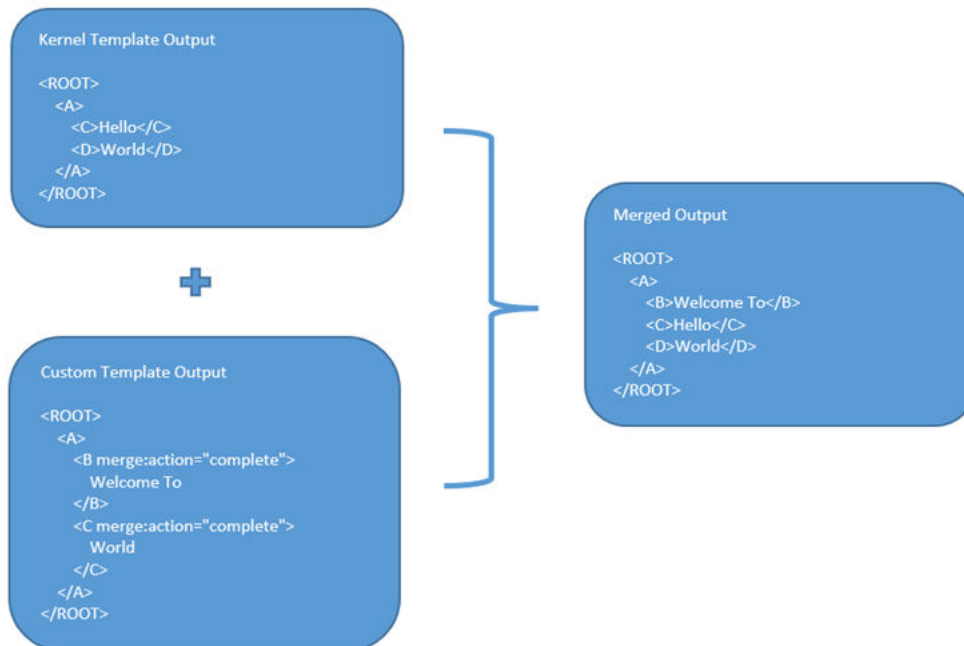 Kernel Template Output
<ROOT>
<A>
<C>Hello</C>
<D>World</D>
</A>
</ROOT>
Custom Template Output
<ROOT>
<A>
<B merge:action="complete">
Welcome To
</B>
<C merge:action="complete">
World
</C>
</A>
</ROOT>
Merged Output
<ROOT>
<A>
<B>Welcome To</B>
<C>Hello</C>
<D>World</D>
</A>
</ROOT>